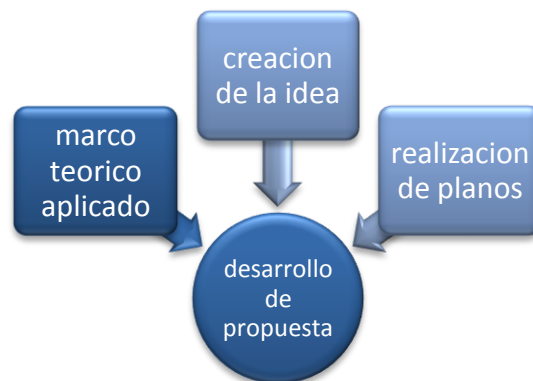 creacion
de la idea
marco
teorico
aplicado
realizacion
de planos
desarrollo
de
propuesta